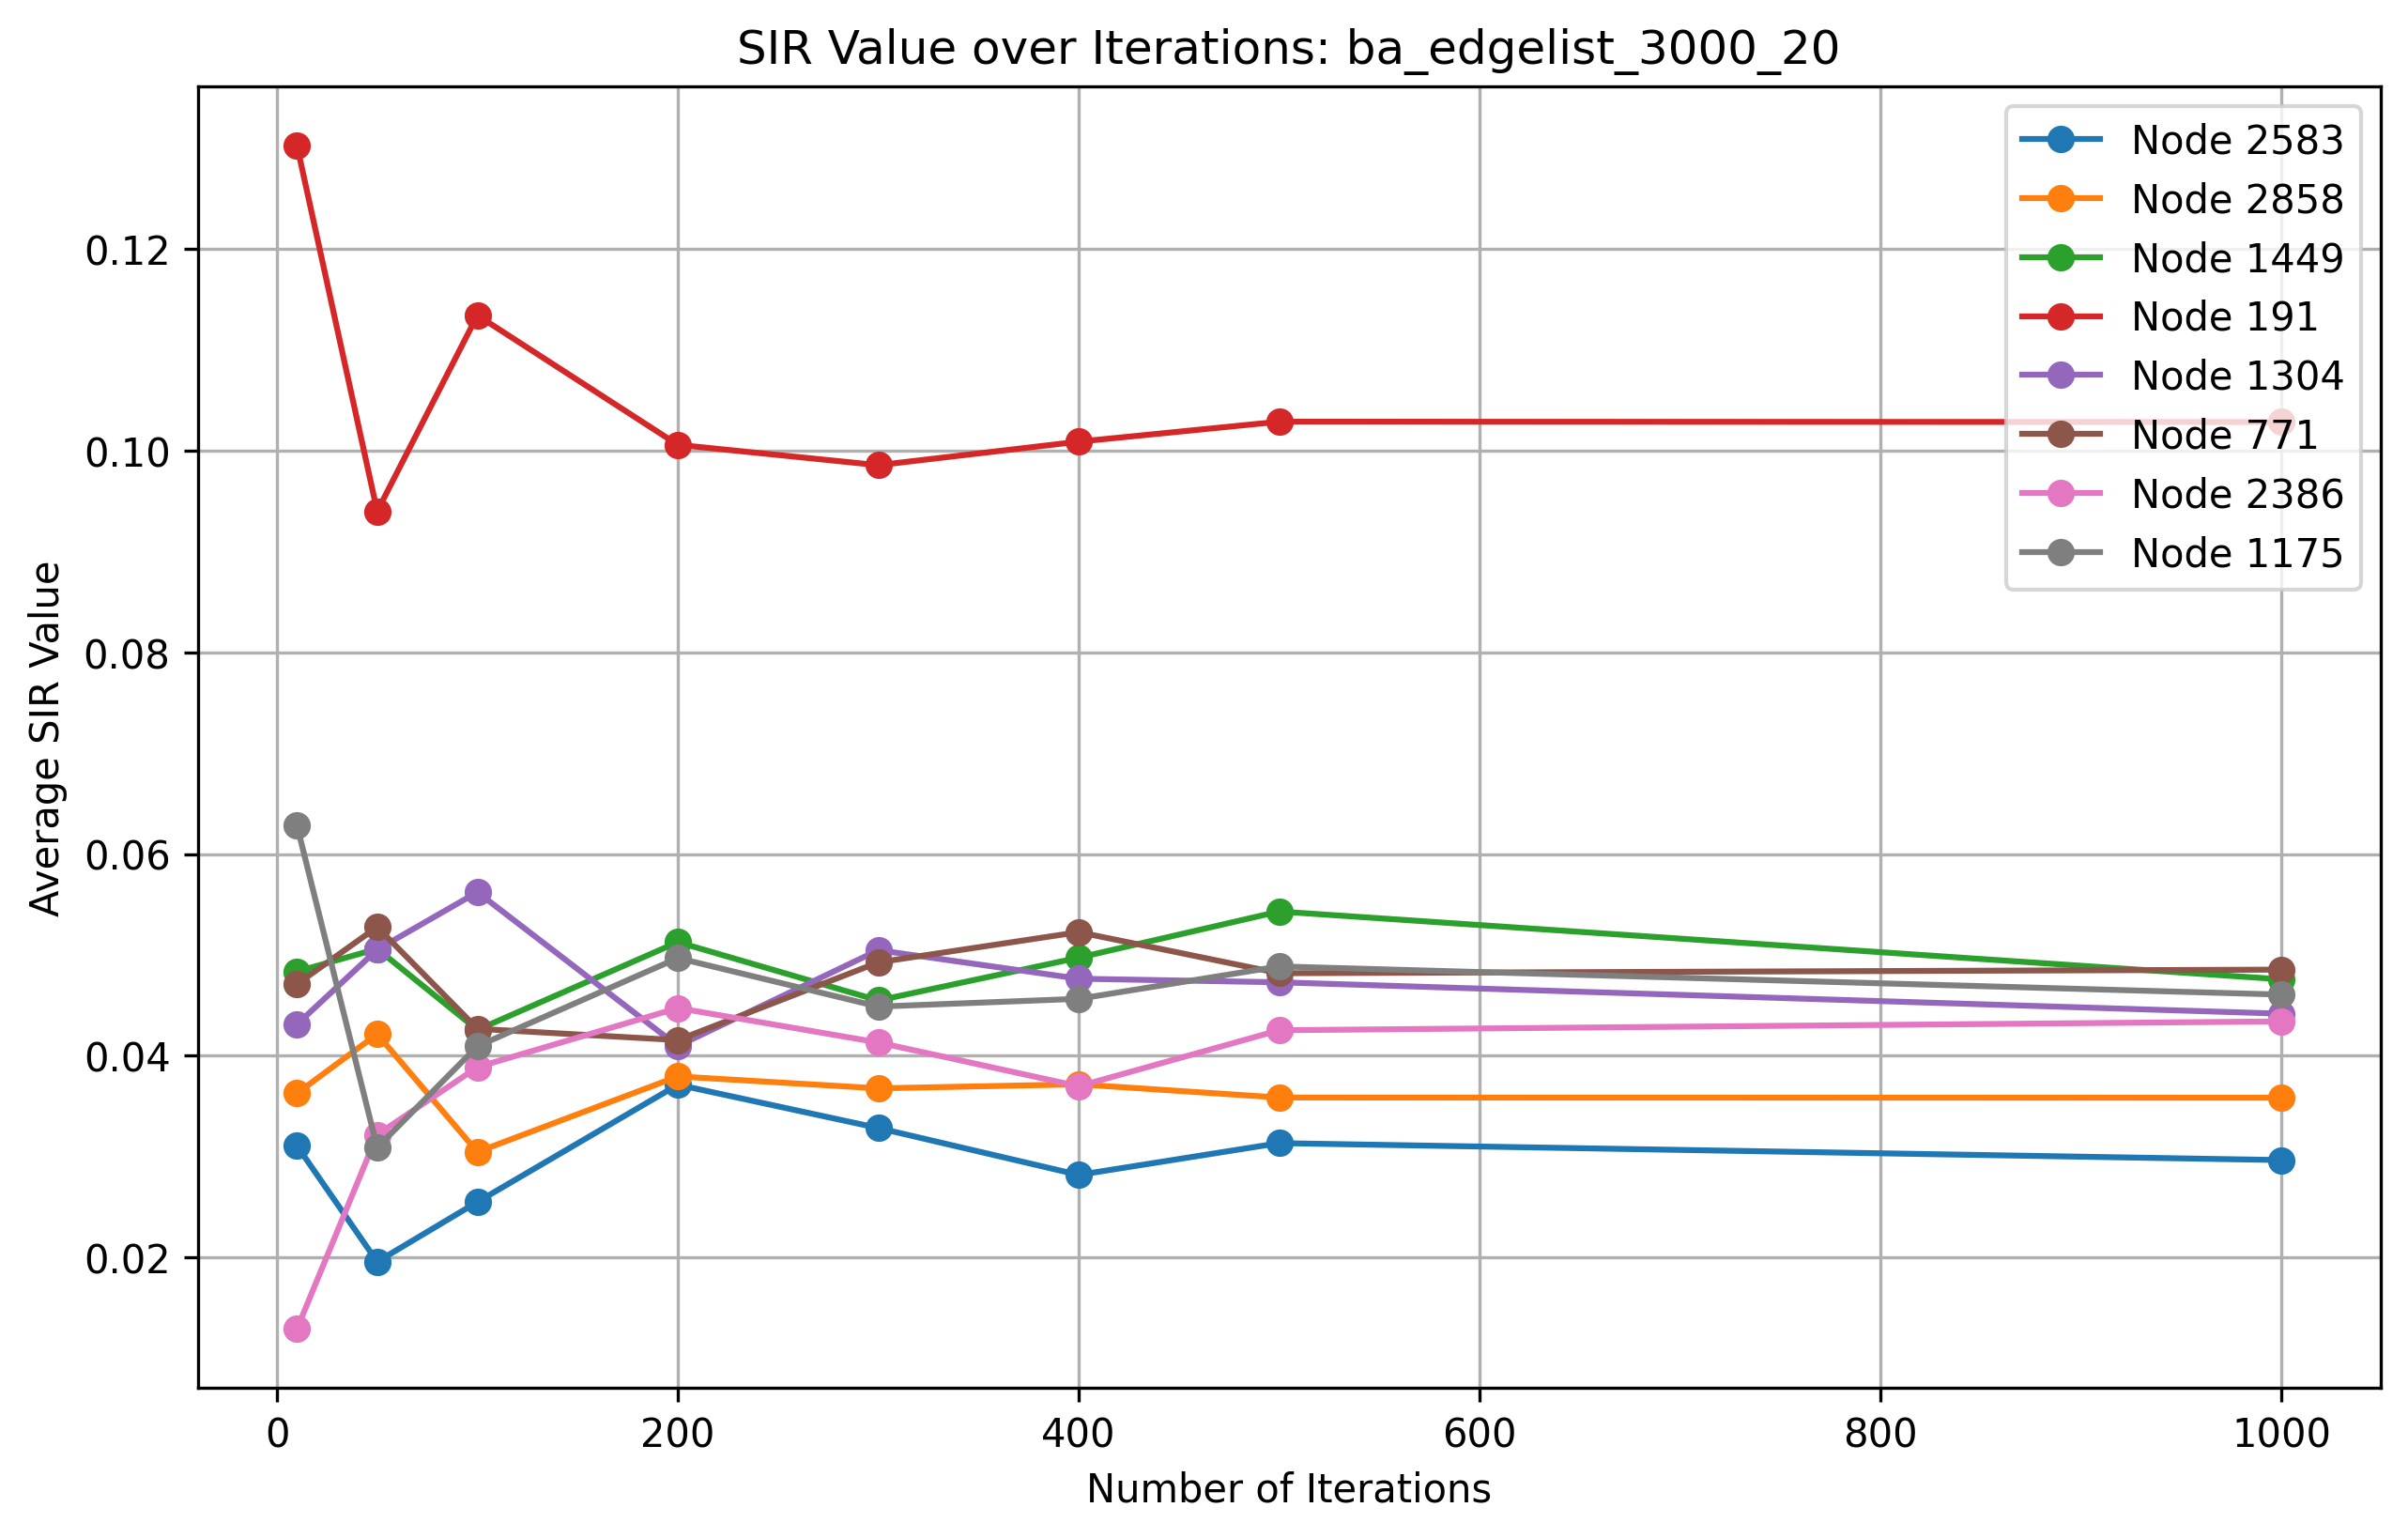 SIR Value over Iterations: ba_edgelist_3000_20
Node 2583
Node 2858
Node 1449
Node 191
Node 1304
Node 771
Node 2386
Node 1175
Average SIR Value
0.12
0.10
0.08
0.06
0.04
0.02
0 200 400 600 800 1000
Number of Iterations